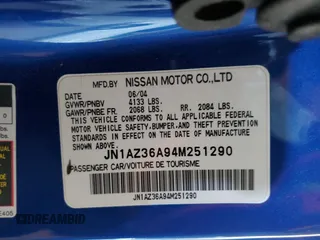 MFD.BY NISSAN MOTOR CO.,LTD
DATE 06/04
GVWR/PNBV 4133 LBS.
GAWR/PNBE FR. 2068 LBS. RR. 2084 LBS.
THIS VEHICLE CONFORMS TO ALL APPLICABLE
FEDERAL MOTOR VEHICLE SAFETY,BUMPER,AND THEFT
PREVENTION STANDARDS
IN EFFECT ON THE DATE OF MANUFACTURE
SHOWN ABOVE.
JN1AZ36A94M251290
PASSENGER CAR/VOITURE DE TOURISME
JN1AZ36A94M251290
IDREAMBID